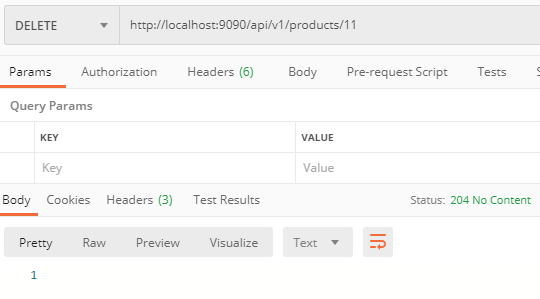 DELETE http://localhost:9090/api/v1/products/11
Params Authorization Headers (6) Body Pre-request Script Tests S
Query Params
KEY VALUE
Key Value
Body Cookies Headers (3) Test Results Status: 204 No Content
Pretty Raw Preview Visualize Text
1